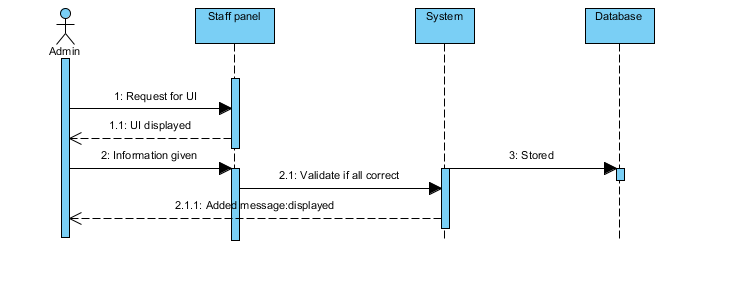 Staff panel
System
Database
Admin
1: Request for UI
1.1: UI displayed
2: Information given
3: Stored
2.1: Validate if all correct
2.1.1: Added message:displayed